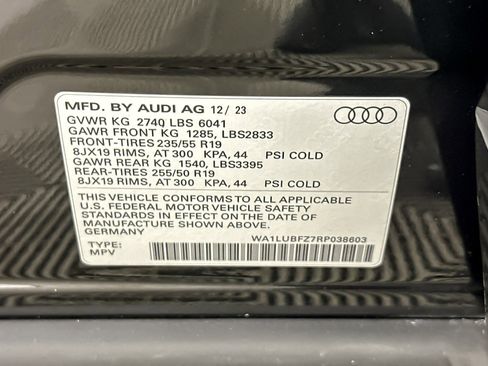 MFD. BY AUDI AG 12/ 23
GVWR KG 2740 LBS 6041
GAWR FRONT KG 1285, LBS2833
FRONT-TIRES 235/55 R19
8JX19 RIMS, AT 300 KPA, 44 PSI COLD
GAWR REAR KG 1540, LBS3395
REAR-TIRES 255/50 R19
8JX19 RIMS, AT 300 KPA, 44 PSI COLD
THIS VEHICLE CONFORMS TO ALL APPLICABLE
U.S. FEDERAL MOTOR VEHICLE SAFETY
STANDARDS IN EFFECT ON THE DATE OF
MANUFACTURE SHOWN ABOVE.
GERMANY WA1LUBFZ7RP038603
TYPE:
MPV